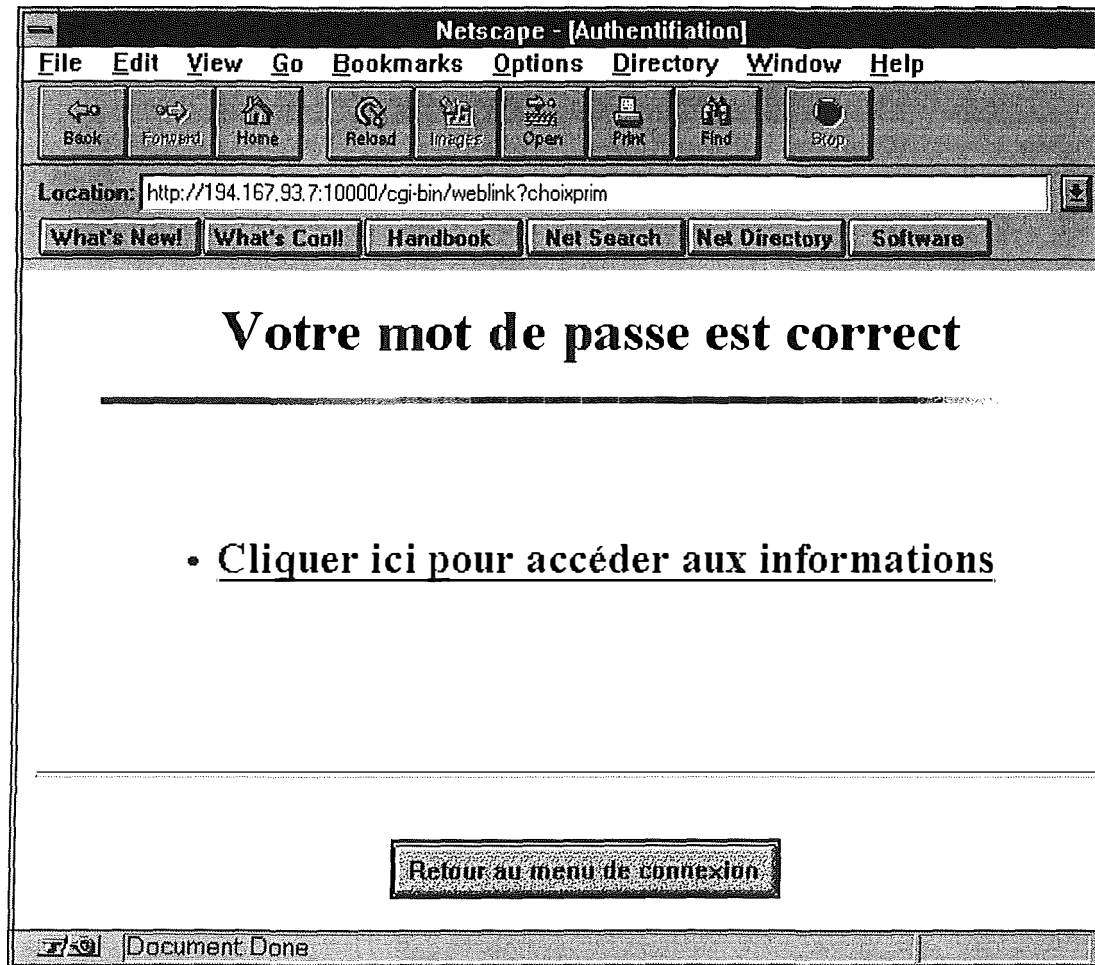 Netscape - [Authentifiation]
File Edit View Go Bookmarks Options Directory Window Help
Back Forward Home Reload Images Open Print Find Stop
Location: http://194.167.93.7:10000/cgi-bin/weblink?choixprim
What's New! What's Cool! Handbook Net Search Net Directory Software
Votre mot de passe est correct
• Cliquer ici pour accéder aux informations
Retour au menu de connexion
Document Done